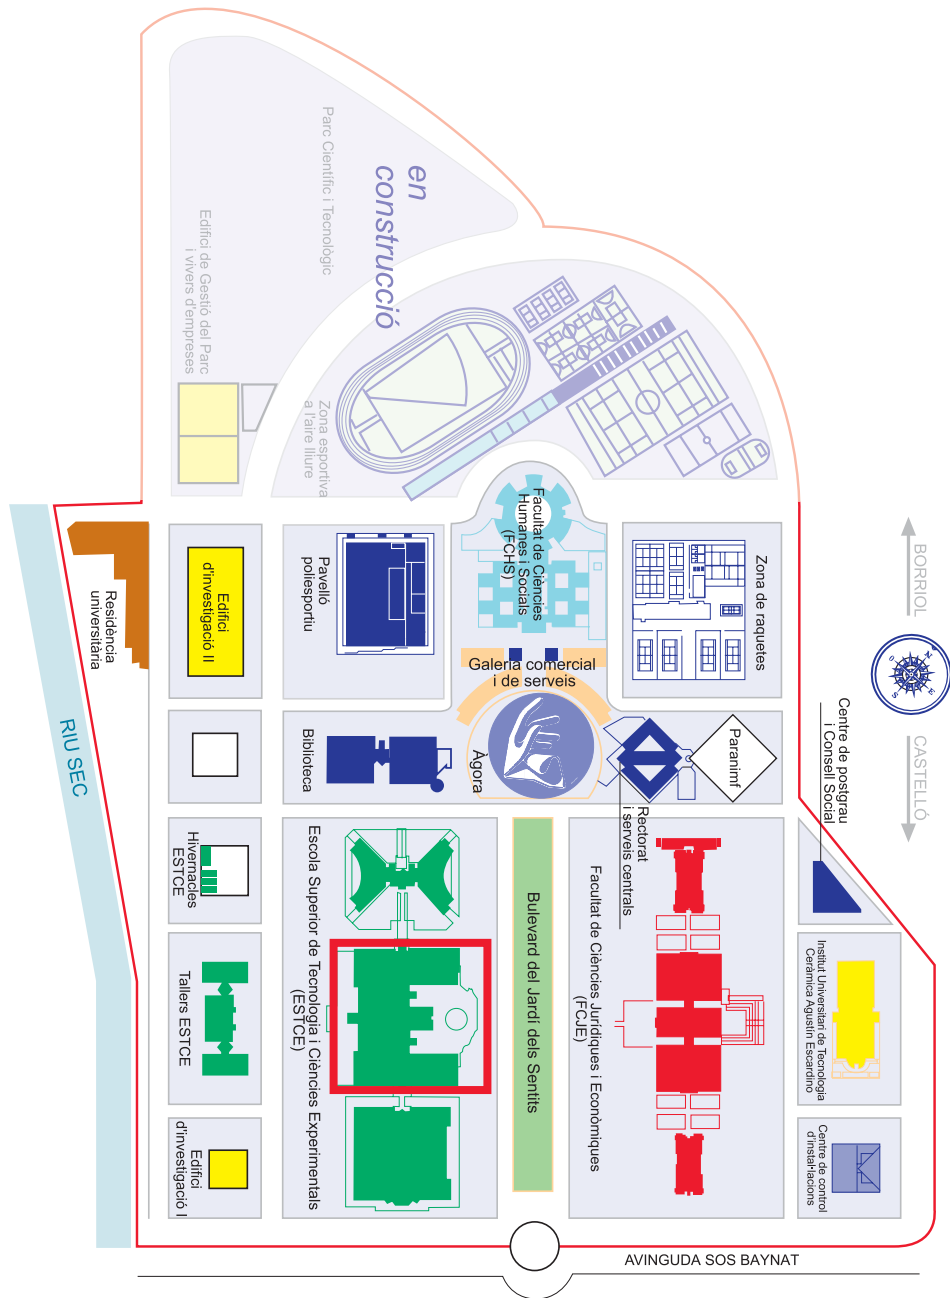 en
construcció
Parc Científic i Tecnològic
Edifici de Gestió del Parc
i vivers d'empreses
Zona esportiva
a l'aire lliure
BORRIOL
N
E
S
O
CASTELLÓ
Residència
universitària
Edifici
d'investigació II
Pavelló
poliesportiu
Facultat de Ciències
Humanes i Socials
(FCHS)
Zona de raquetes
Galeria comercial
i de serveis
RIU SEC
Biblioteca
Àgora
Paranimf
Rectorat
i serveis centrals
Centre de postgrau
i Consell Social
Hivernacles
ESTCE
Escola Superior de Tecnologia i Ciències Experimentals
(ESTCE)
Bulevard del Jardí dels Sentits
Facultat de Ciències Jurídiques i Econòmiques
(FCJE)
Institut Universitari de Tecnologia
Ceràmica Agustín Escardino
Tallers ESTCE
Edifici
d'investigació I
Centre de control
d'instal·lacions
AVINGUDA SOS BAYNAT